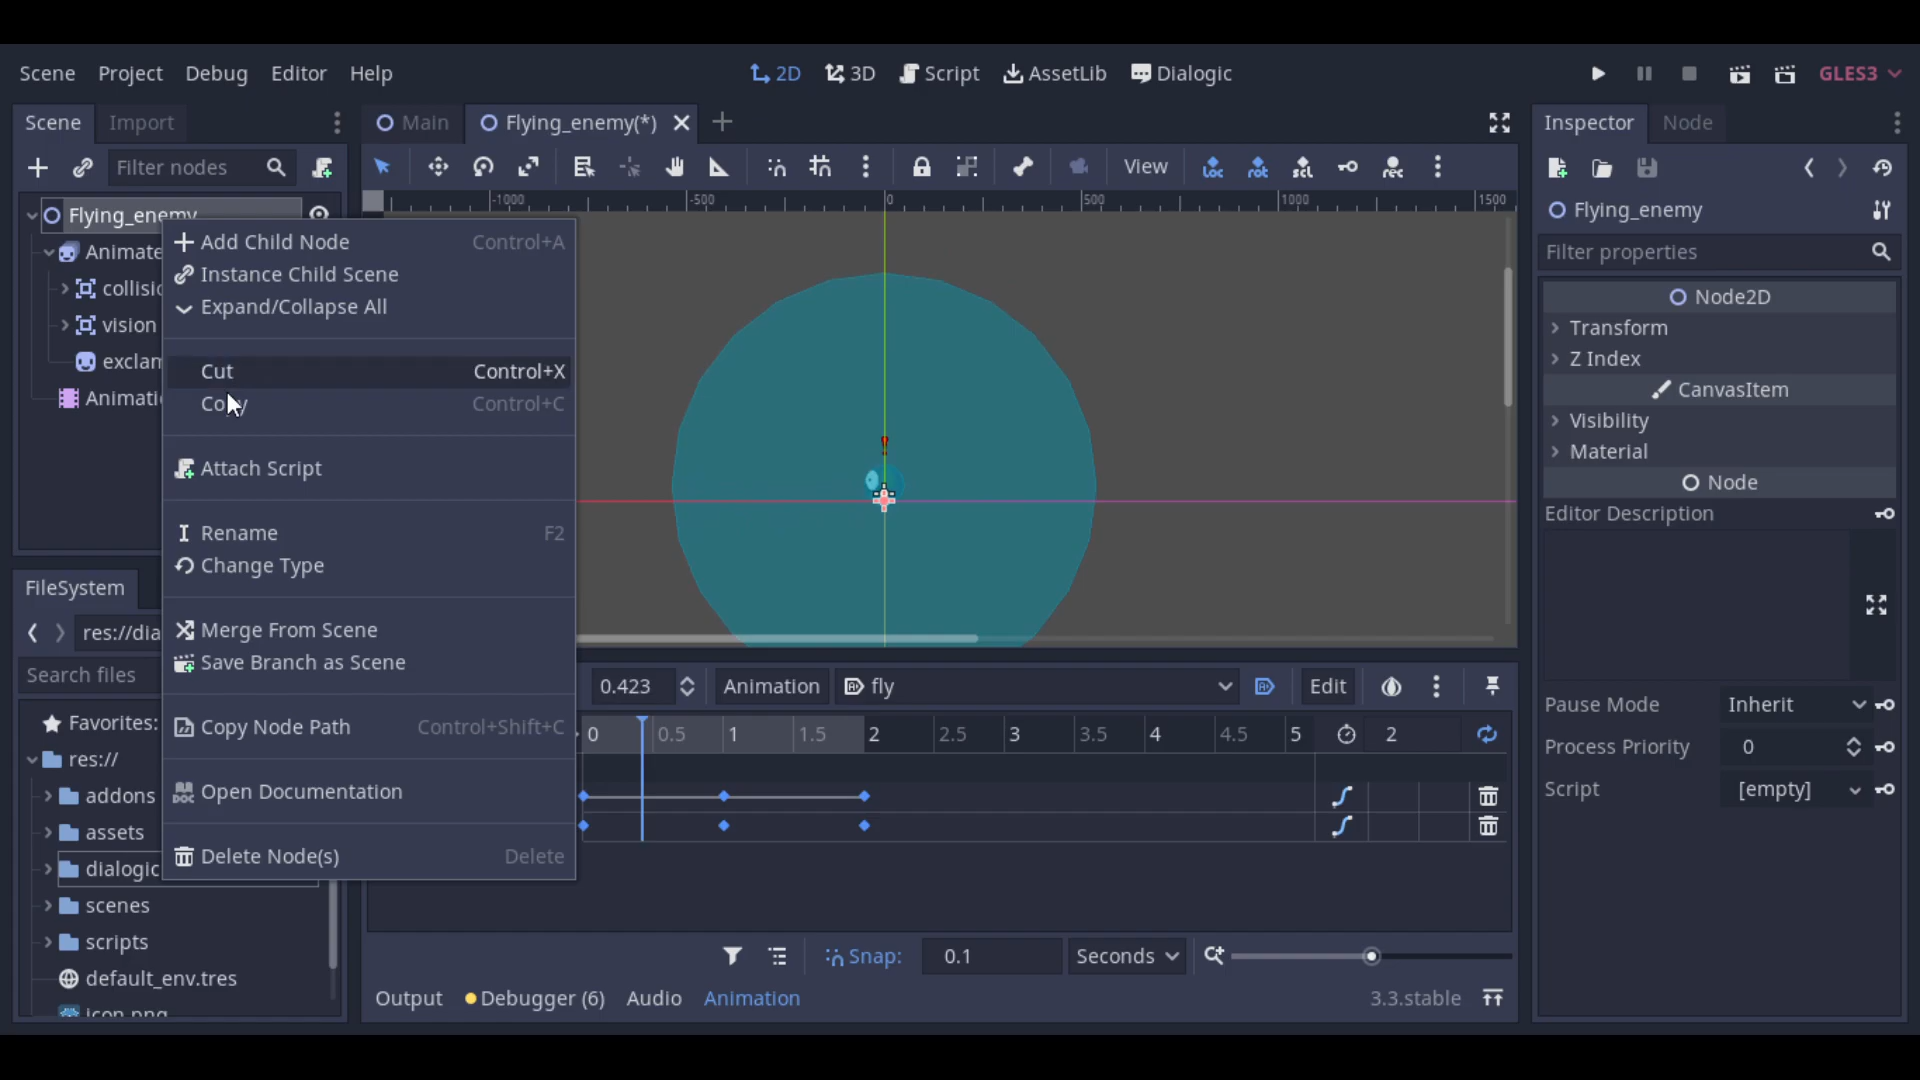 Scene Project Debug Editor Help
2D 3D Script AssetLib Dialogic
GLES3
Scene Import
Main Flying_enemy(*)
Inspector Node
Filter nodes
View
Flying_enemy
-1000 -500 0 500 1000 1500
Flying_enemy
Filter properties
Animate
collisio
vision
exclam
Animati
Add Child Node Control+A
Instance Child Scene
Expand/Collapse All
Cut Control+X
Copy Control+C
Attach Script
Rename F2
Change Type
Merge From Scene
Save Branch as Scene
Copy Node Path Control+Shift+C
Open Documentation
Delete Node(s) Delete
Node2D
Transform
Z Index
CanvasItem
Visibility
Material
Node
Editor Description
Pause Mode Inherit
Process Priority 0
Script [empty]
FileSystem
res://dia
Search files
Favorites:
res://
addons
assets
dialogic
scenes
scripts
default_env.tres
icon.png
0.423 Animation fly Edit
0 0.5 1 1.5 2 2.5 3 3.5 4 4.5 5 2
Snap: 0.1 Seconds
Output Debugger (6) Audio Animation 3.3.stable